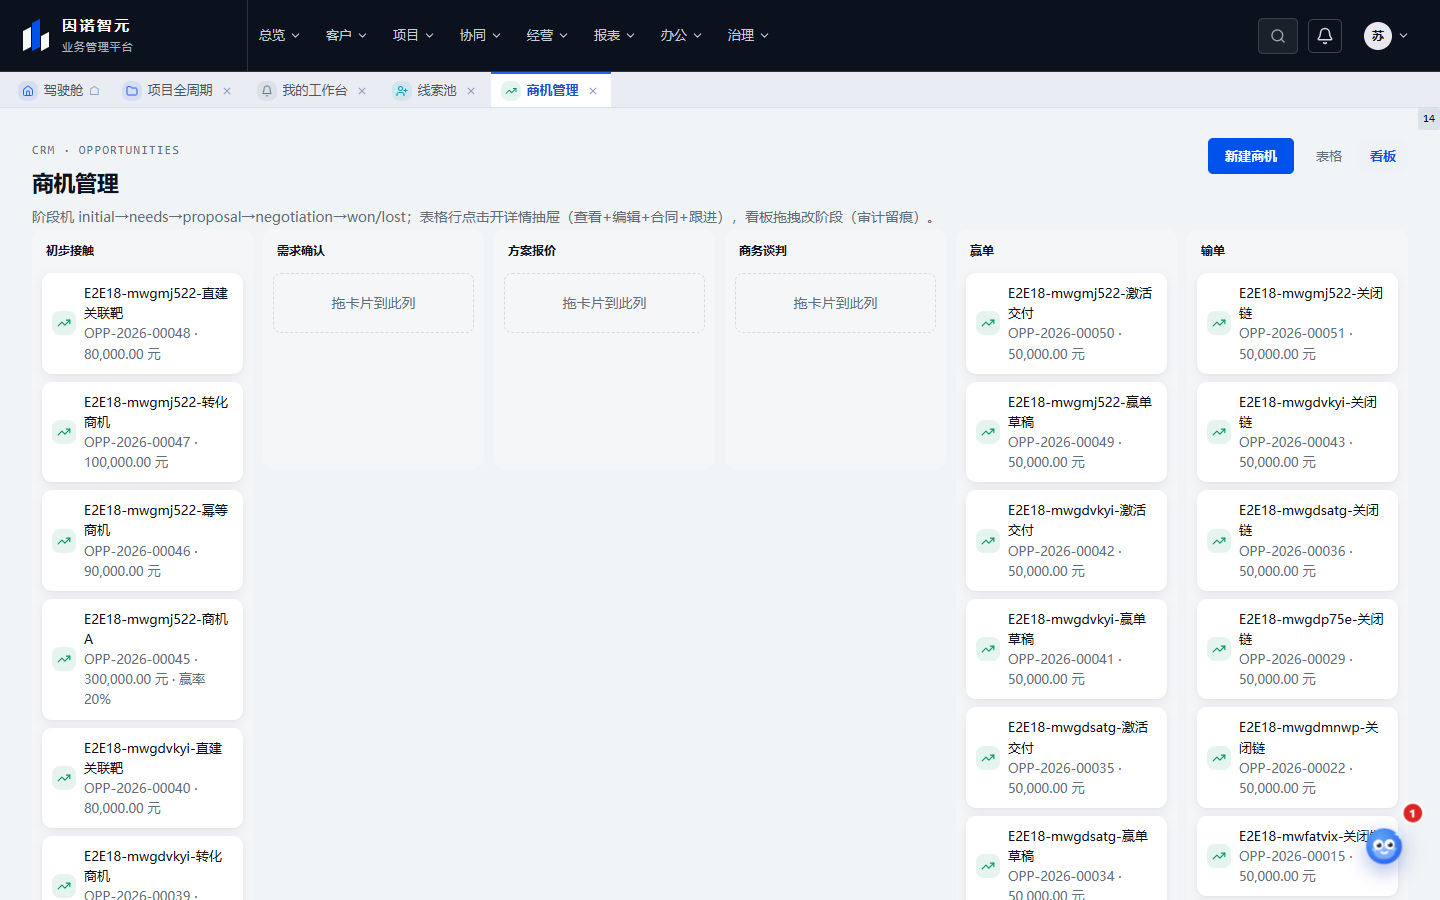 因诺智元
业务管理平台
总览
客户
项目
协同
经营
报表
办公
治理
苏
驾驶舱
项目全周期
我的工作台
线索池
商机管理
14
CRM · OPPORTUNITIES
商机管理
新建商机
表格
看板
阶段机 initial→needs→proposal→negotiation→won/lost；表格行点击开详情抽屉（查看+编辑+合同+跟进），看板拖拽改阶段（审计留痕）。
初步接触
E2E18-mwgmj522-直建
关联靶
OPP-2026-00048 ·
80,000.00 元
E2E18-mwgmj522-转化
商机
OPP-2026-00047 ·
100,000.00 元
E2E18-mwgmj522-幂等
商机
OPP-2026-00046 ·
90,000.00 元
E2E18-mwgmj522-商机
A
OPP-2026-00045 ·
300,000.00 元 · 赢率
20%
E2E18-mwgdvkyi-直建
关联靶
OPP-2026-00040 ·
80,000.00 元
E2E18-mwgdvkyi-转化
商机
OPP-2026-00039 ·
需求确认
拖卡片到此列
方案报价
拖卡片到此列
商务谈判
拖卡片到此列
赢单
E2E18-mwgmj522-激活
交付
OPP-2026-00050 ·
50,000.00 元
E2E18-mwgmj522-赢单
草稿
OPP-2026-00049 ·
50,000.00 元
E2E18-mwgdvkyi-激活
交付
OPP-2026-00042 ·
50,000.00 元
E2E18-mwgdvkyi-赢单
草稿
OPP-2026-00041 ·
50,000.00 元
E2E18-mwgdsatg-激活
交付
OPP-2026-00035 ·
50,000.00 元
E2E18-mwgdsatg-赢单
草稿
OPP-2026-00034 ·
50,000.00 元
输单
E2E18-mwgmj522-关闭
链
OPP-2026-00051 ·
50,000.00 元
E2E18-mwgdvkyi-关闭
链
OPP-2026-00043 ·
50,000.00 元
E2E18-mwgdsatg-关闭
链
OPP-2026-00036 ·
50,000.00 元
E2E18-mwgdp75e-关闭
链
OPP-2026-00029 ·
50,000.00 元
E2E18-mwgdmnwp-关
闭链
OPP-2026-00022 ·
50,000.00 元
E2E18-mwfatvix-关闭
OPP-2026-00015 ·
50,000.00 元
1